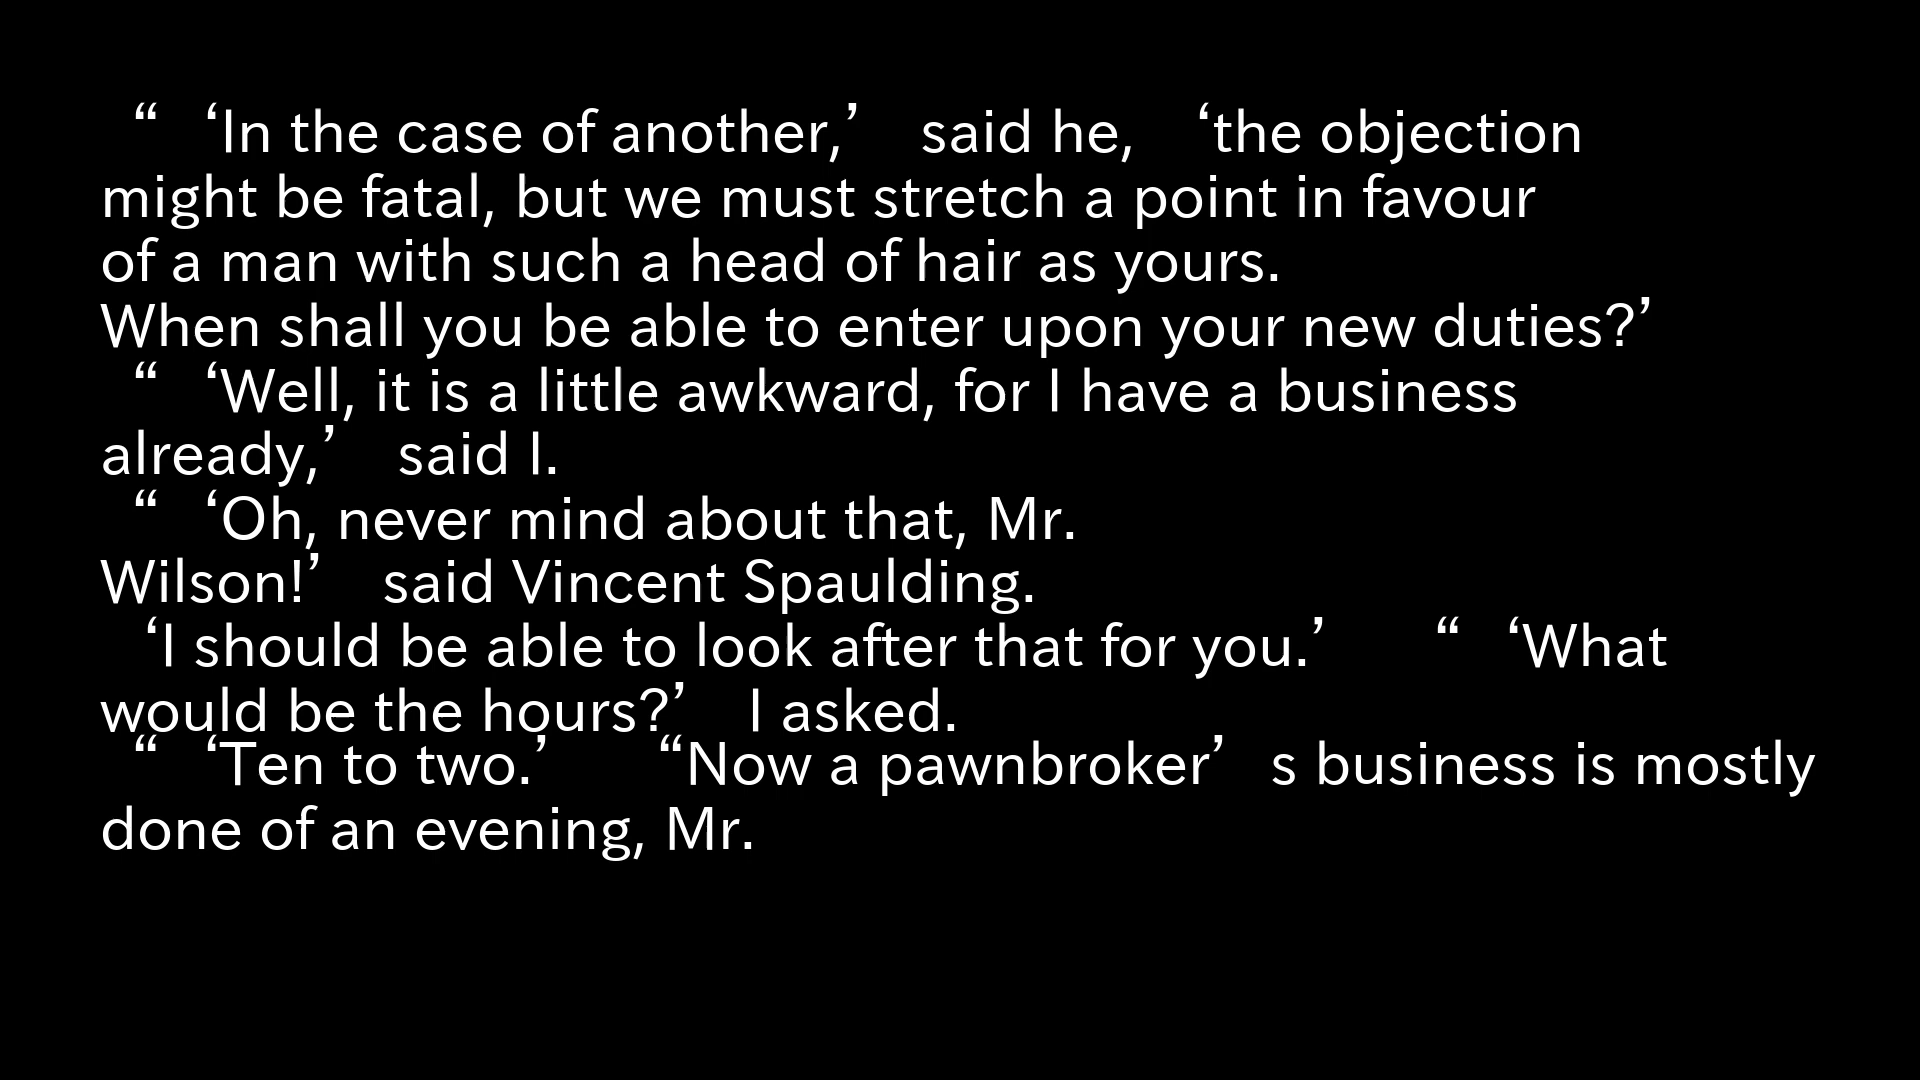 “ ‘In the case of another,’ said he, ‘the objection
might be fatal, but we must stretch a point in favour
of a man with such a head of hair as yours.
When shall you be able to enter upon your new duties?’
“ ‘Well, it is a little awkward, for I have a business
already,’ said I.
“ ‘Oh, never mind about that, Mr.
Wilson!’ said Vincent Spaulding.
‘I should be able to look after that for you.’ “ ‘What
would be the hours?’ I asked.
“ ‘Ten to two.’ “Now a pawnbroker’ s business is mostly
done of an evening, Mr.